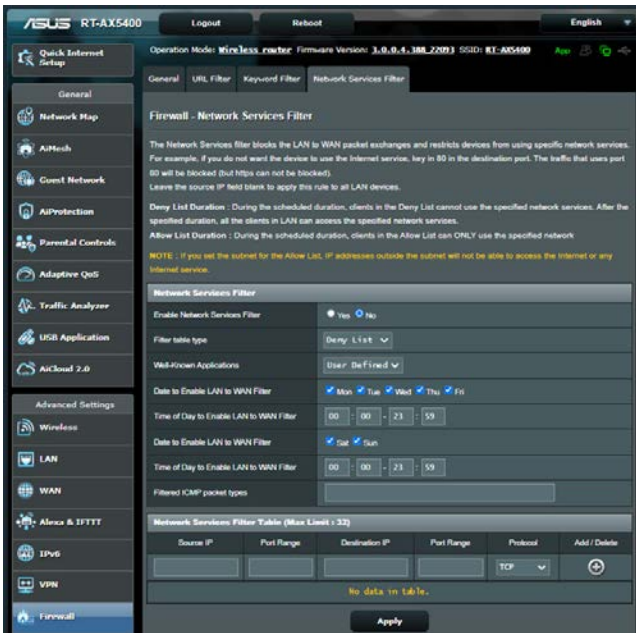 ASUS RT-AX5400 Logout Reboot English
Quick Internet Setup
Operation Mode: Wireless router Firmware Version: 3.0.0.4.388_22093 SSID: RT-AX5400 App
General URL Filter Keyword Filter Network Services Filter
General
Network Map
AiMesh
Guest Network
AiProtection
Parental Controls
Adaptive QoS
Traffic Analyzer
USB Application
AiCloud 2.0
Advanced Settings
Wireless
LAN
WAN
Alexa & IFTTT
IPv6
VPN
Firewall
Firewall - Network Services Filter
The Network Services filter blocks the LAN to WAN packet exchanges and restricts devices from using specific network services.
For example, if you do not want the device to use the Internet service, key in 80 in the destination port. The traffic that uses port
80 will be blocked (but https can not be blocked).
Leave the source IP field blank to apply this rule to all LAN devices.
Deny List Duration : During the scheduled duration, clients in the Deny List cannot use the specified network services. After the
specified duration, all the clients in LAN can access the specified network services.
Allow List Duration : During the scheduled duration, clients in the Allow List can ONLY use the specified network
NOTE : If you set the subnet for the Allow List, IP addresses outside the subnet will not be able to access the Internet or any
Internet service.
Network Services Filter
Enable Network Services Filter Yes No
Filter table type Deny List
Well-Known Applications User Defined
Date to Enable LAN to WAN Filter Mon Tue Wed Thu Fri
Time of Day to Enable LAN to WAN Filter 00 : 00 - 23 : 59
Date to Enable LAN to WAN Filter Sat Sun
Time of Day to Enable LAN to WAN Filter 00 : 00 - 23 : 59
Filtered ICMP packet types
Network Services Filter Table (Max Limit : 32)
Source IP Port Range Destination IP Port Range Protocol Add / Delete
TCP
No data in table.
Apply